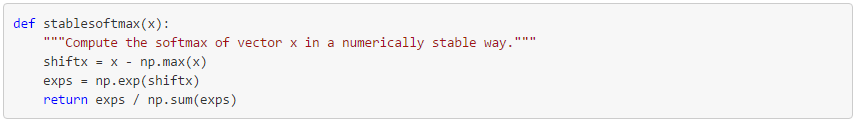 def stablesoftmax(x):
    """Compute the softmax of vector x in a numerically stable way."""
    shiftx = x - np.max(x)
    exps = np.exp(shiftx)
    return exps / np.sum(exps)